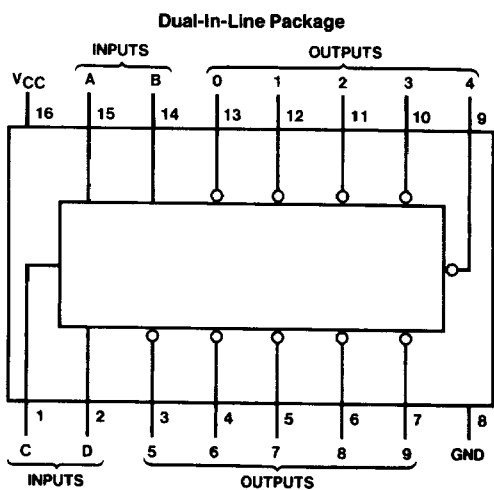 Dual-In-Line Package
INPUTS OUTPUTS
VCC A B 0 1 2 3 4
16 15 14 13 12 11 10 9
1 2 3 4 5 6 7 8
C D 5 6 7 8 9 GND
INPUTS OUTPUTS